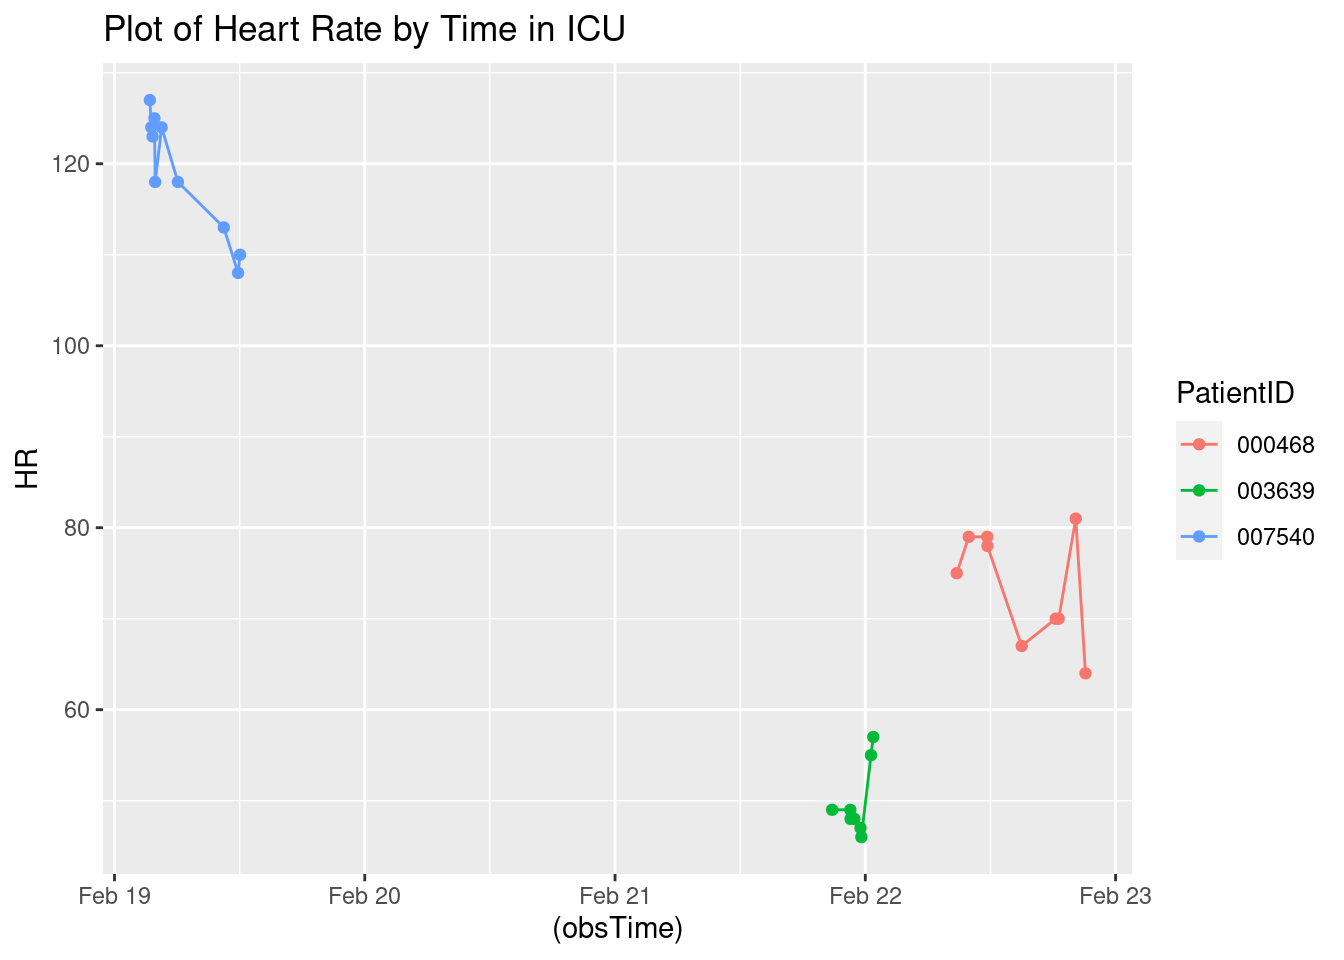 Plot of Heart Rate by Time in ICU
120
100
80
60
HR
Feb 19 Feb 20 Feb 21 Feb 22 Feb 23
(obsTime)
PatientID
000468
003639
007540